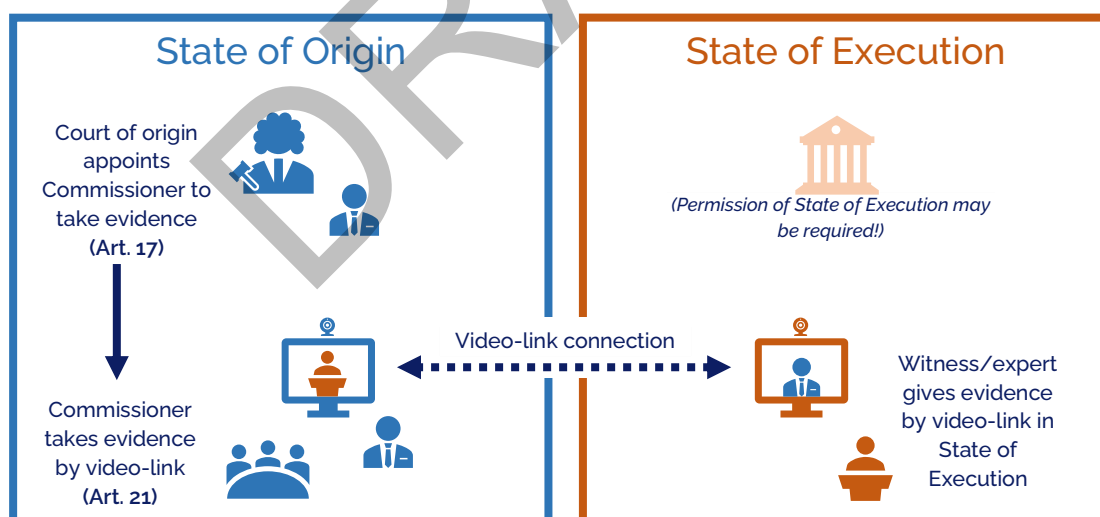 State of Origin
Court of origin
appoints
Commissioner to
take evidence
(Art. 17)
Commissioner
takes evidence
by video-link
(Art. 21)
Video-link connection
State of Execution
(Permission of State of Execution may
be required!)
Witness/expert
gives evidence
by video-link in
State of
Execution